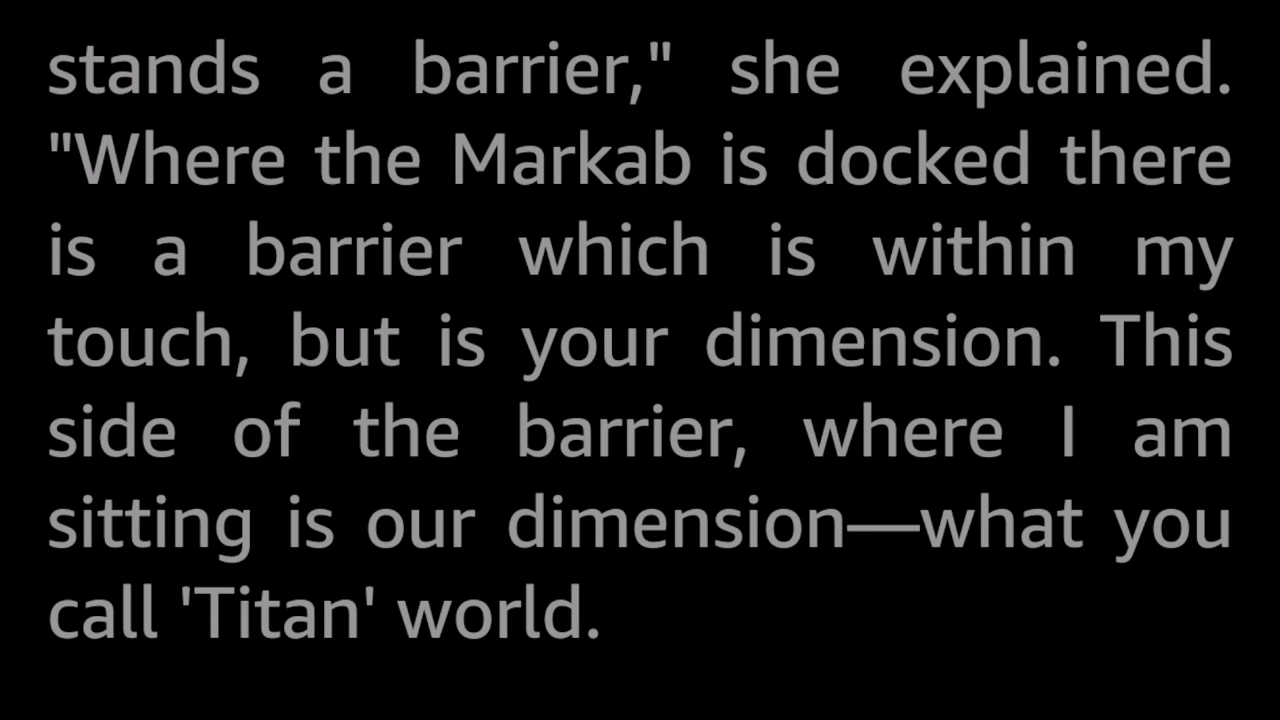 stands a barrier," she explained.
"Where the Markab is docked there
is a barrier which is within my
touch, but is your dimension. This
side of the barrier, where I am
sitting is our dimension—what you
call 'Titan' world.